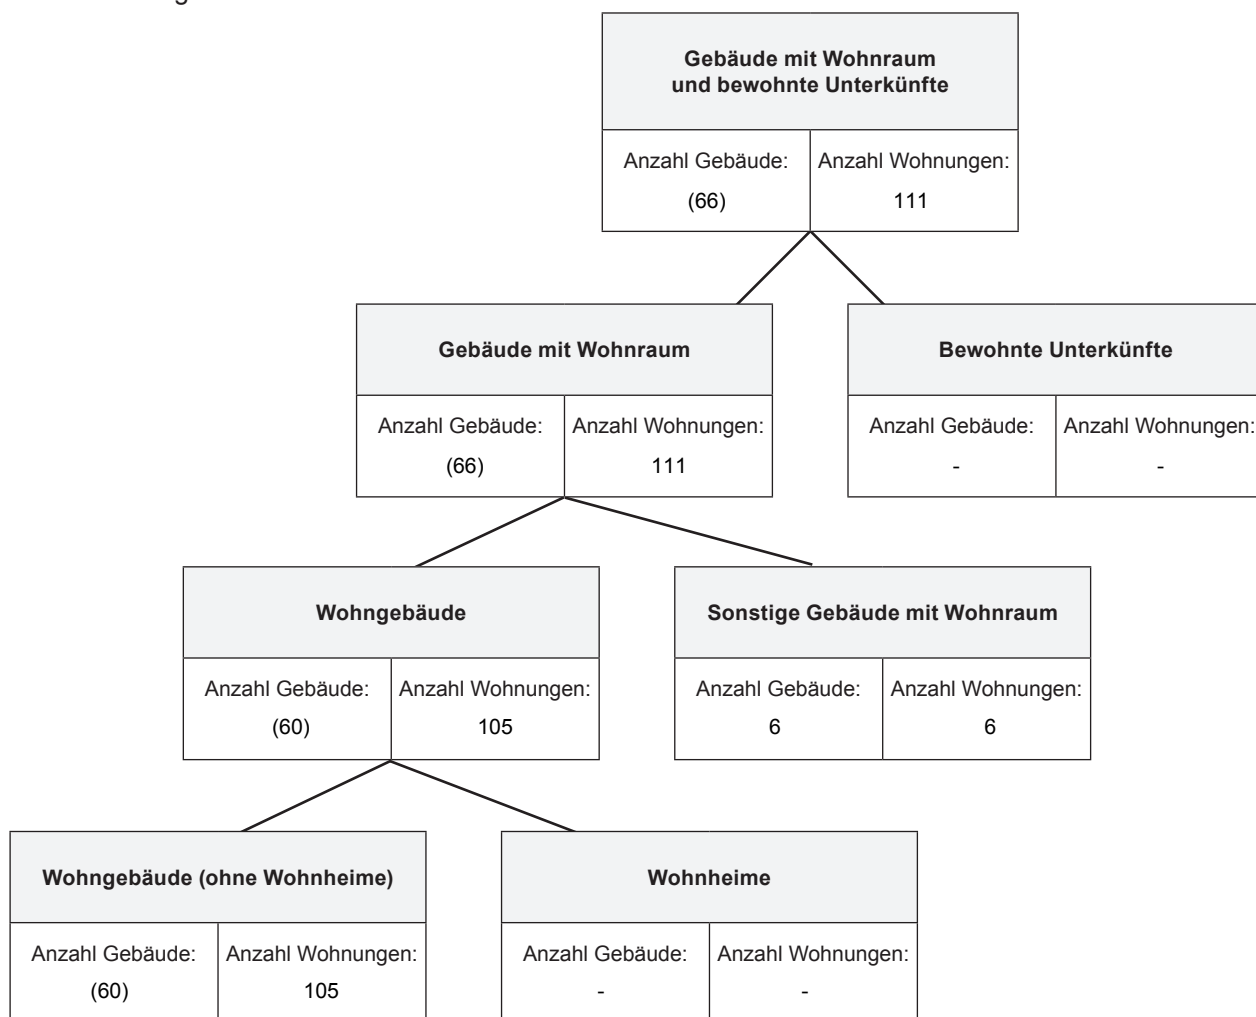 Gebäude mit Wohnraum
und bewohnte Unterkünfte
Anzahl Gebäude: Anzahl Wohnungen:
(66) 111
Gebäude mit Wohnraum
Anzahl Gebäude: Anzahl Wohnungen:
(66) 111
Bewohnte Unterkünfte
Anzahl Gebäude: Anzahl Wohnungen:
- -
Wohngebäude
Anzahl Gebäude: Anzahl Wohnungen:
(60) 105
Sonstige Gebäude mit Wohnraum
Anzahl Gebäude: Anzahl Wohnungen:
6 6
Wohngebäude (ohne Wohnheime)
Anzahl Gebäude: Anzahl Wohnungen:
(60) 105
Wohnheime
Anzahl Gebäude: Anzahl Wohnungen:
- -